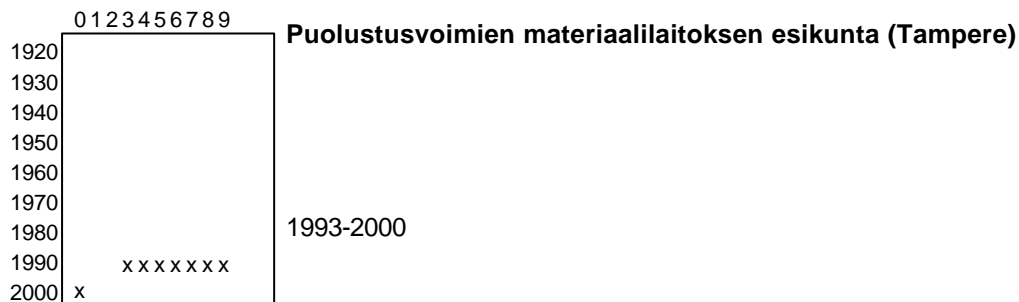 0123456789
Puolustusvoimien materiaalilaitoksen esikunta (Tampere)
1920
1930
1940
1950
1960
1970
1980 1993-2000
1990 xxxxxxx
2000 x